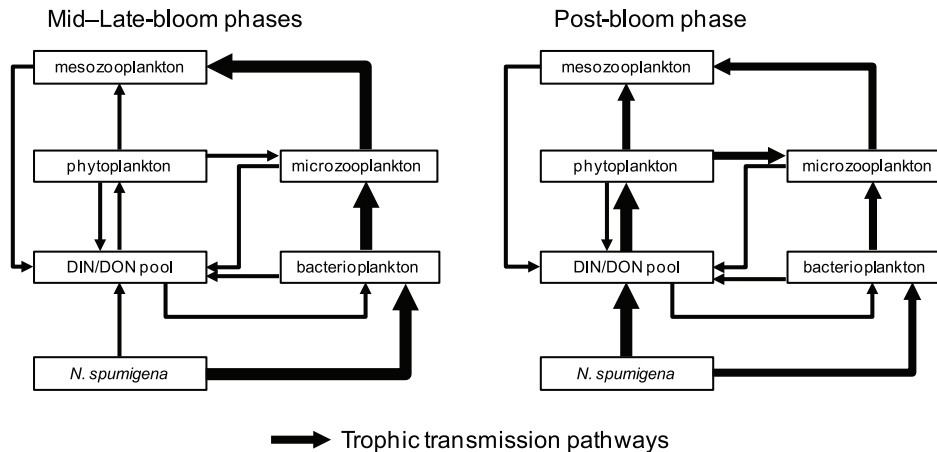 Mid–Late-bloom phases
mesozooplankton
phytoplankton
microzooplankton
DIN/DON pool
bacterioplankton
N. spumigena
Post-bloom phase
mesozooplankton
phytoplankton
microzooplankton
DIN/DON pool
bacterioplankton
N. spumigena
Trophic transmission pathways